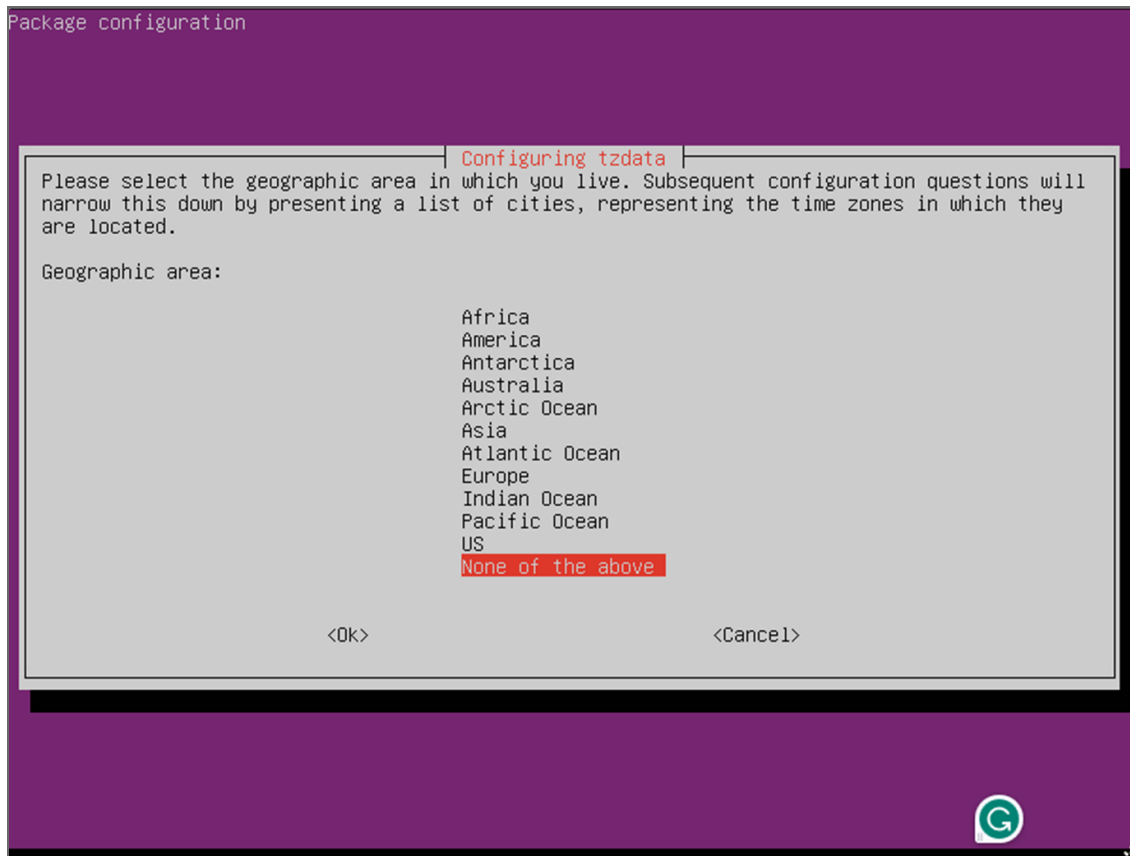 Package configuration
Configuring tzdata
Please select the geographic area in which you live. Subsequent configuration questions will
narrow this down by presenting a list of cities, representing the time zones in which they
are located.
Geographic area:
Africa
America
Antarctica
Australia
Arctic Ocean
Asia
Atlantic Ocean
Europe
Indian Ocean
Pacific Ocean
US
None of the above
<Ok> <Cancel>